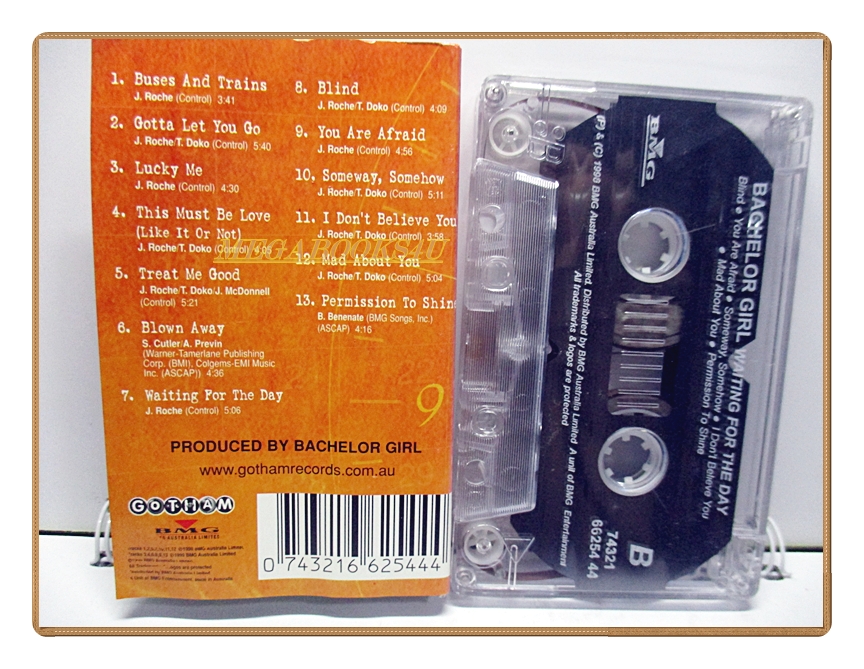 1. Buses And Trains
J. Roche (Control) 3:41
2. Gotta Let You Go
J. Roche/T. Doko (Control) 5:40
3. Lucky Me
J. Roche (Control) 4:30
4. This Must Be Love
(Like It Or Not)
J. Roche/T. Doko (Control) 4:05
5. Treat Me Good
J. Roche/T. Doko/J. McDonnell
(Control) 5:21
6. Blown Away
S. Cutler/A. Previn
(Warner-Tamerlane Publishing
Corp. (BMI), Colgems-EMI Music
Inc. (ASCAP)) 4:36
7. Waiting For The Day
J. Roche (Control) 5:06
8. Blind
J. Roche/T. Doko (Control) 4:09
9. You Are Afraid
J. Roche (Control) 4:56
10. Someway, Somehow
J. Roche/T. Doko (Control) 5:11
11. I Don't Believe You
J. Roche/T. Doko (Control) 3:58
12. Mad About You
J. Roche/T. Doko (Control) 5:04
13. Permission To Shine
B. Benenate (BMG Songs, Inc.)
(ASCAP) 4:16
MEGABOOKS4U
9
PRODUCED BY BACHELOR GIRL
www.gothamrecords.com.au
GOTHAM
BMG
AUSTRALIA LIMITED
0 743216 625444
BMG
BACHELOR GIRL WAITING FOR THE DAY
Blind • You Are Afraid • Someway, Somehow • I Don't Believe You
• Mad About You • Permission To Shine
(P) & (C) 1998 BMG Australia Limited. Distributed by BMG Australia Limited A unit of BMG Entertainment
All trademarks & logos are protected
74321
66254 44
B